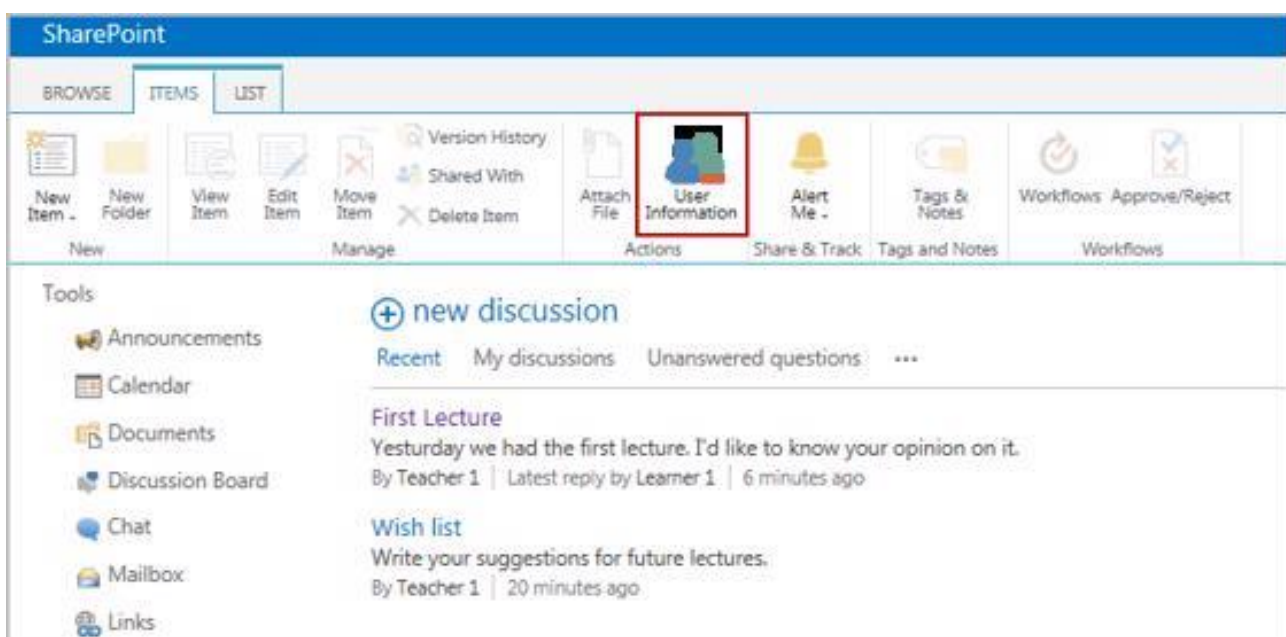 SharePoint
BROWSE ITEMS LIST
New Item
New Folder
New
View Item
Edit Item
Move Item
Version History
Shared With
Delete Item
Manage
Attach File
User Information
Actions
Alert Me
Share & Track
Tags & Notes
Tags and Notes
Workflows
Approve/Reject
Workflows
Tools
Announcements
Calendar
Documents
Discussion Board
Chat
Mailbox
Links
new discussion
Recent My discussions Unanswered questions ...
First Lecture
Yesturday we had the first lecture. I'd like to know your opinion on it.
By Teacher 1 | Latest reply by Learner 1 | 6 minutes ago
Wish list
Write your suggestions for future lectures.
By Teacher 1 | 20 minutes ago